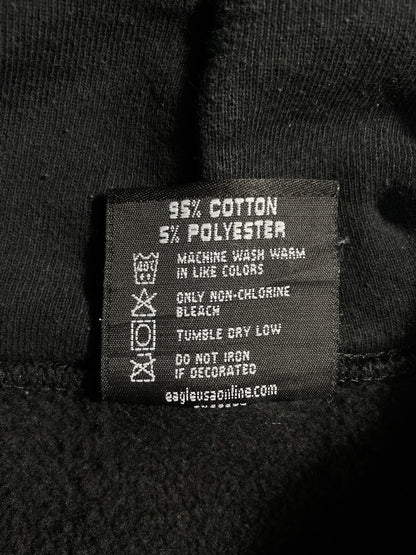 95% COTTON
5% POLYESTER
MACHINE WASH WARM
IN LIKE COLORS
ONLY NON-CHLORINE
BLEACH
TUMBLE DRY LOW
DO NOT IRON
IF DECORATED
eagleusaonline.com